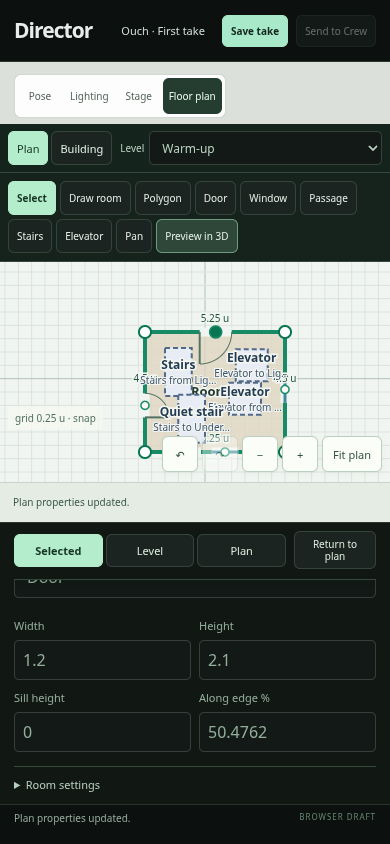 Director
Ouch · First take
Save take
Send to Crew
Pose
Lighting
Stage
Floor plan
Plan
Building
Level
Warm-up
Select
Draw room
Polygon
Door
Window
Passage
Stairs
Elevator
Pan
Preview in 3D
5.25 u
Elevator
Stairs
Elevator to Lig...
Stairs from Lig...
Elevator
Elevator from ...
Quiet stair
Stairs to Under...
grid 0.25 u · snap
↶
−
+
Fit plan
Plan properties updated.
Selected
Level
Plan
Return to
plan
Door
Width
Height
1.2
2.1
Sill height
Along edge %
0
50.4762
▶ Room settings
Plan properties updated.
BROWSER DRAFT